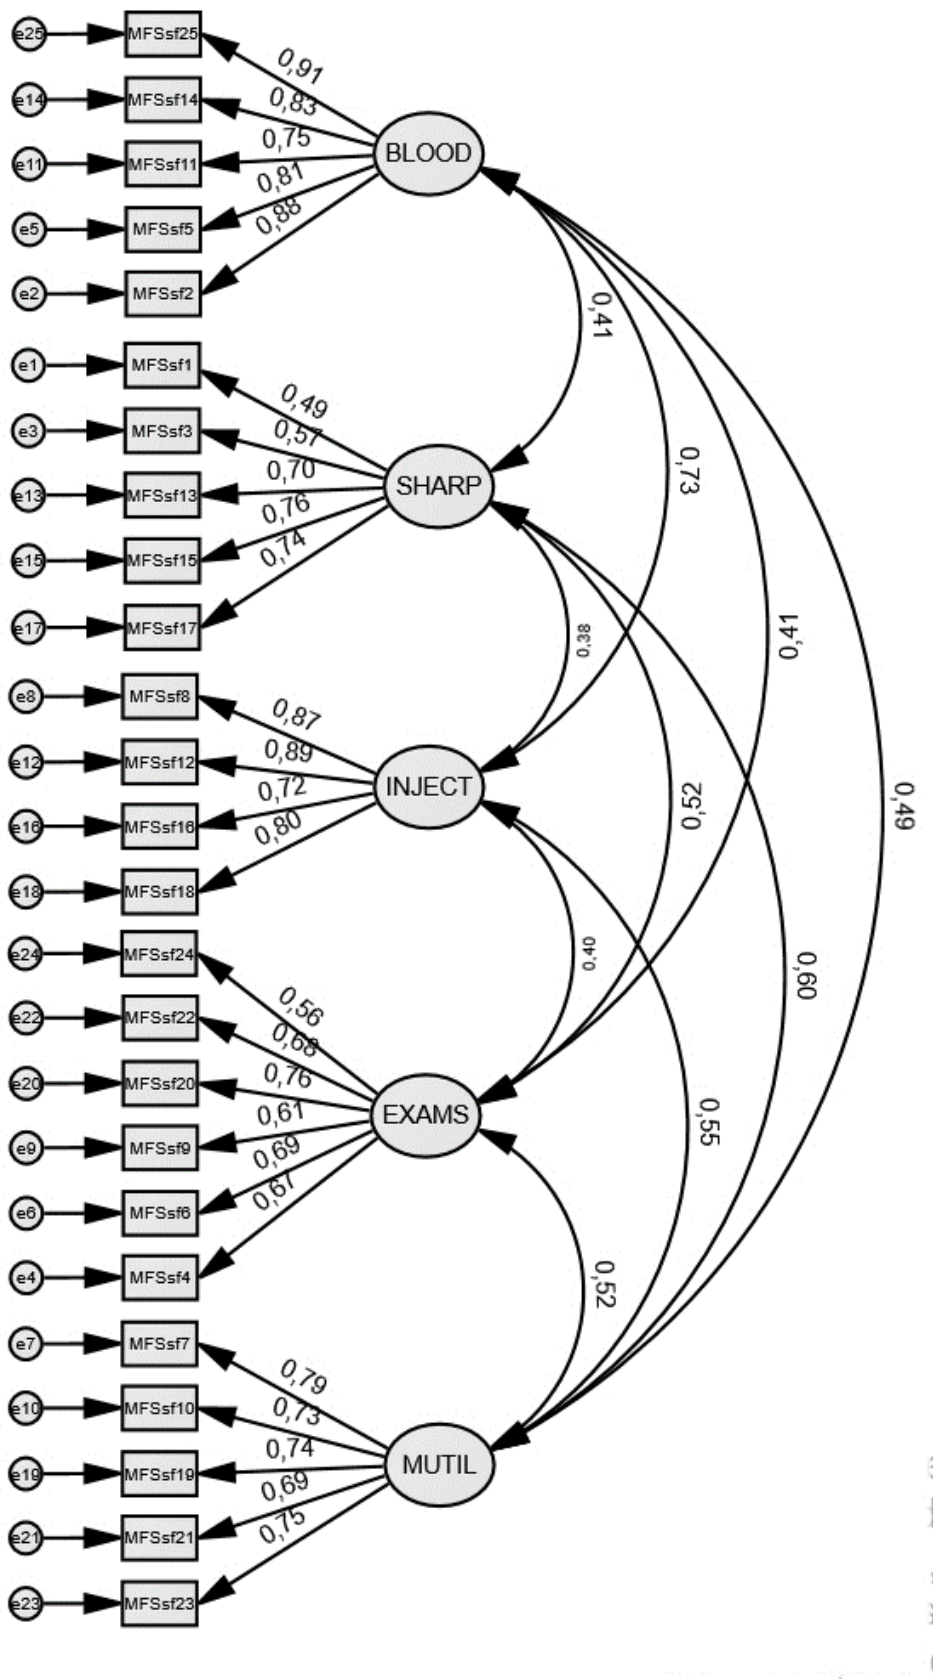 e25 MFSsf25
0,91
e14 MFSsf14
0,83
e11 MFSsf11
0,75
BLOOD
e5 MFSsf5
0,81
e2 MFSsf2
0,88
0,41
e1 MFSsf1
0,49
e3 MFSsf3
0,57
e13 MFSsf13
0,70
SHARP
0,73
e15 MFSsf15
0,76
e17 MFSsf17
0,74
0,38
0,41
e8 MFSsf8
0,87
e12 MFSsf12
0,89
INJECT
e16 MFSsf16
0,72
e18 MFSsf18
0,80
0,52
0,49
e24 MFSsf24
0,56
0,40
0,60
e22 MFSsf22
0,68
e20 MFSsf20
0,76
EXAMS
e9 MFSsf9
0,61
0,55
e6 MFSsf6
0,69
e4 MFSsf4
0,67
0,52
e7 MFSsf7
0,79
e10 MFSsf10
0,73
e19 MFSsf19
0,74
MUTIL
e21 MFSsf21
0,69
e23 MFSsf23
0,75